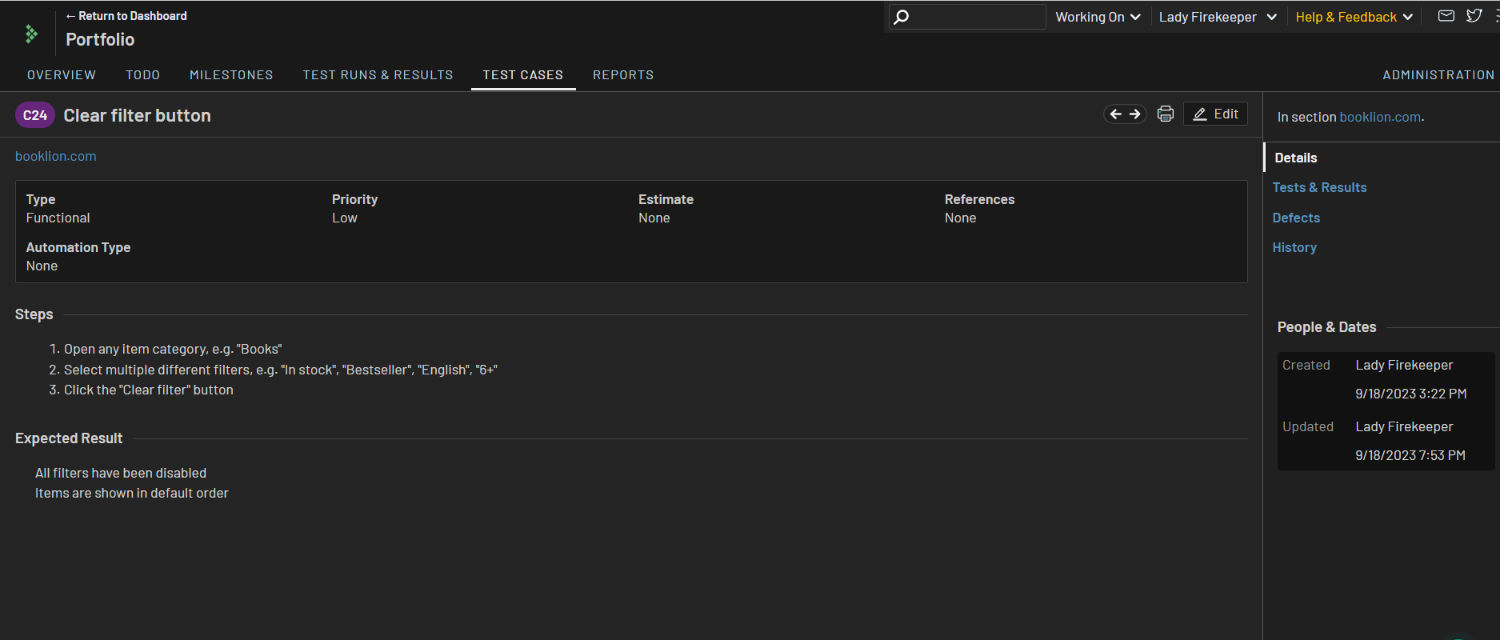 ← Return to Dashboard
Portfolio
Working On
Lady Firekeeper
Help & Feedback
OVERVIEW
TODO
MILESTONES
TEST RUNS & RESULTS
TEST CASES
REPORTS
ADMINISTRATION
C24 Clear filter button
Edit
booklion.com
Type
Functional
Priority
Low
Estimate
None
References
None
Automation Type
None
Steps
1. Open any item category, e.g. "Books"
2. Select multiple different filters, e.g. "In stock", "Bestseller", "English", "6+"
3. Click the "Clear filter" button
Expected Result
All filters have been disabled
Items are shown in default order
In section booklion.com.
Details
Tests & Results
Defects
History
People & Dates
Created Lady Firekeeper
9/18/2023 3:22 PM
Updated Lady Firekeeper
9/18/2023 7:53 PM